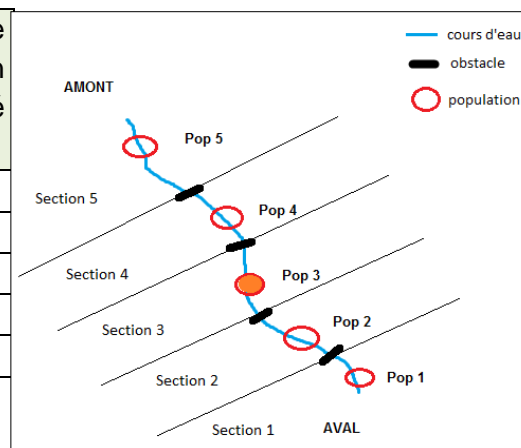 e
n
é
cours d'eau
obstacle
population
AMONT
Pop 5
Section 5
Pop 4
Section 4
Pop 3
Section 3
Pop 2
Section 2
Pop 1
Section 1
AVAL